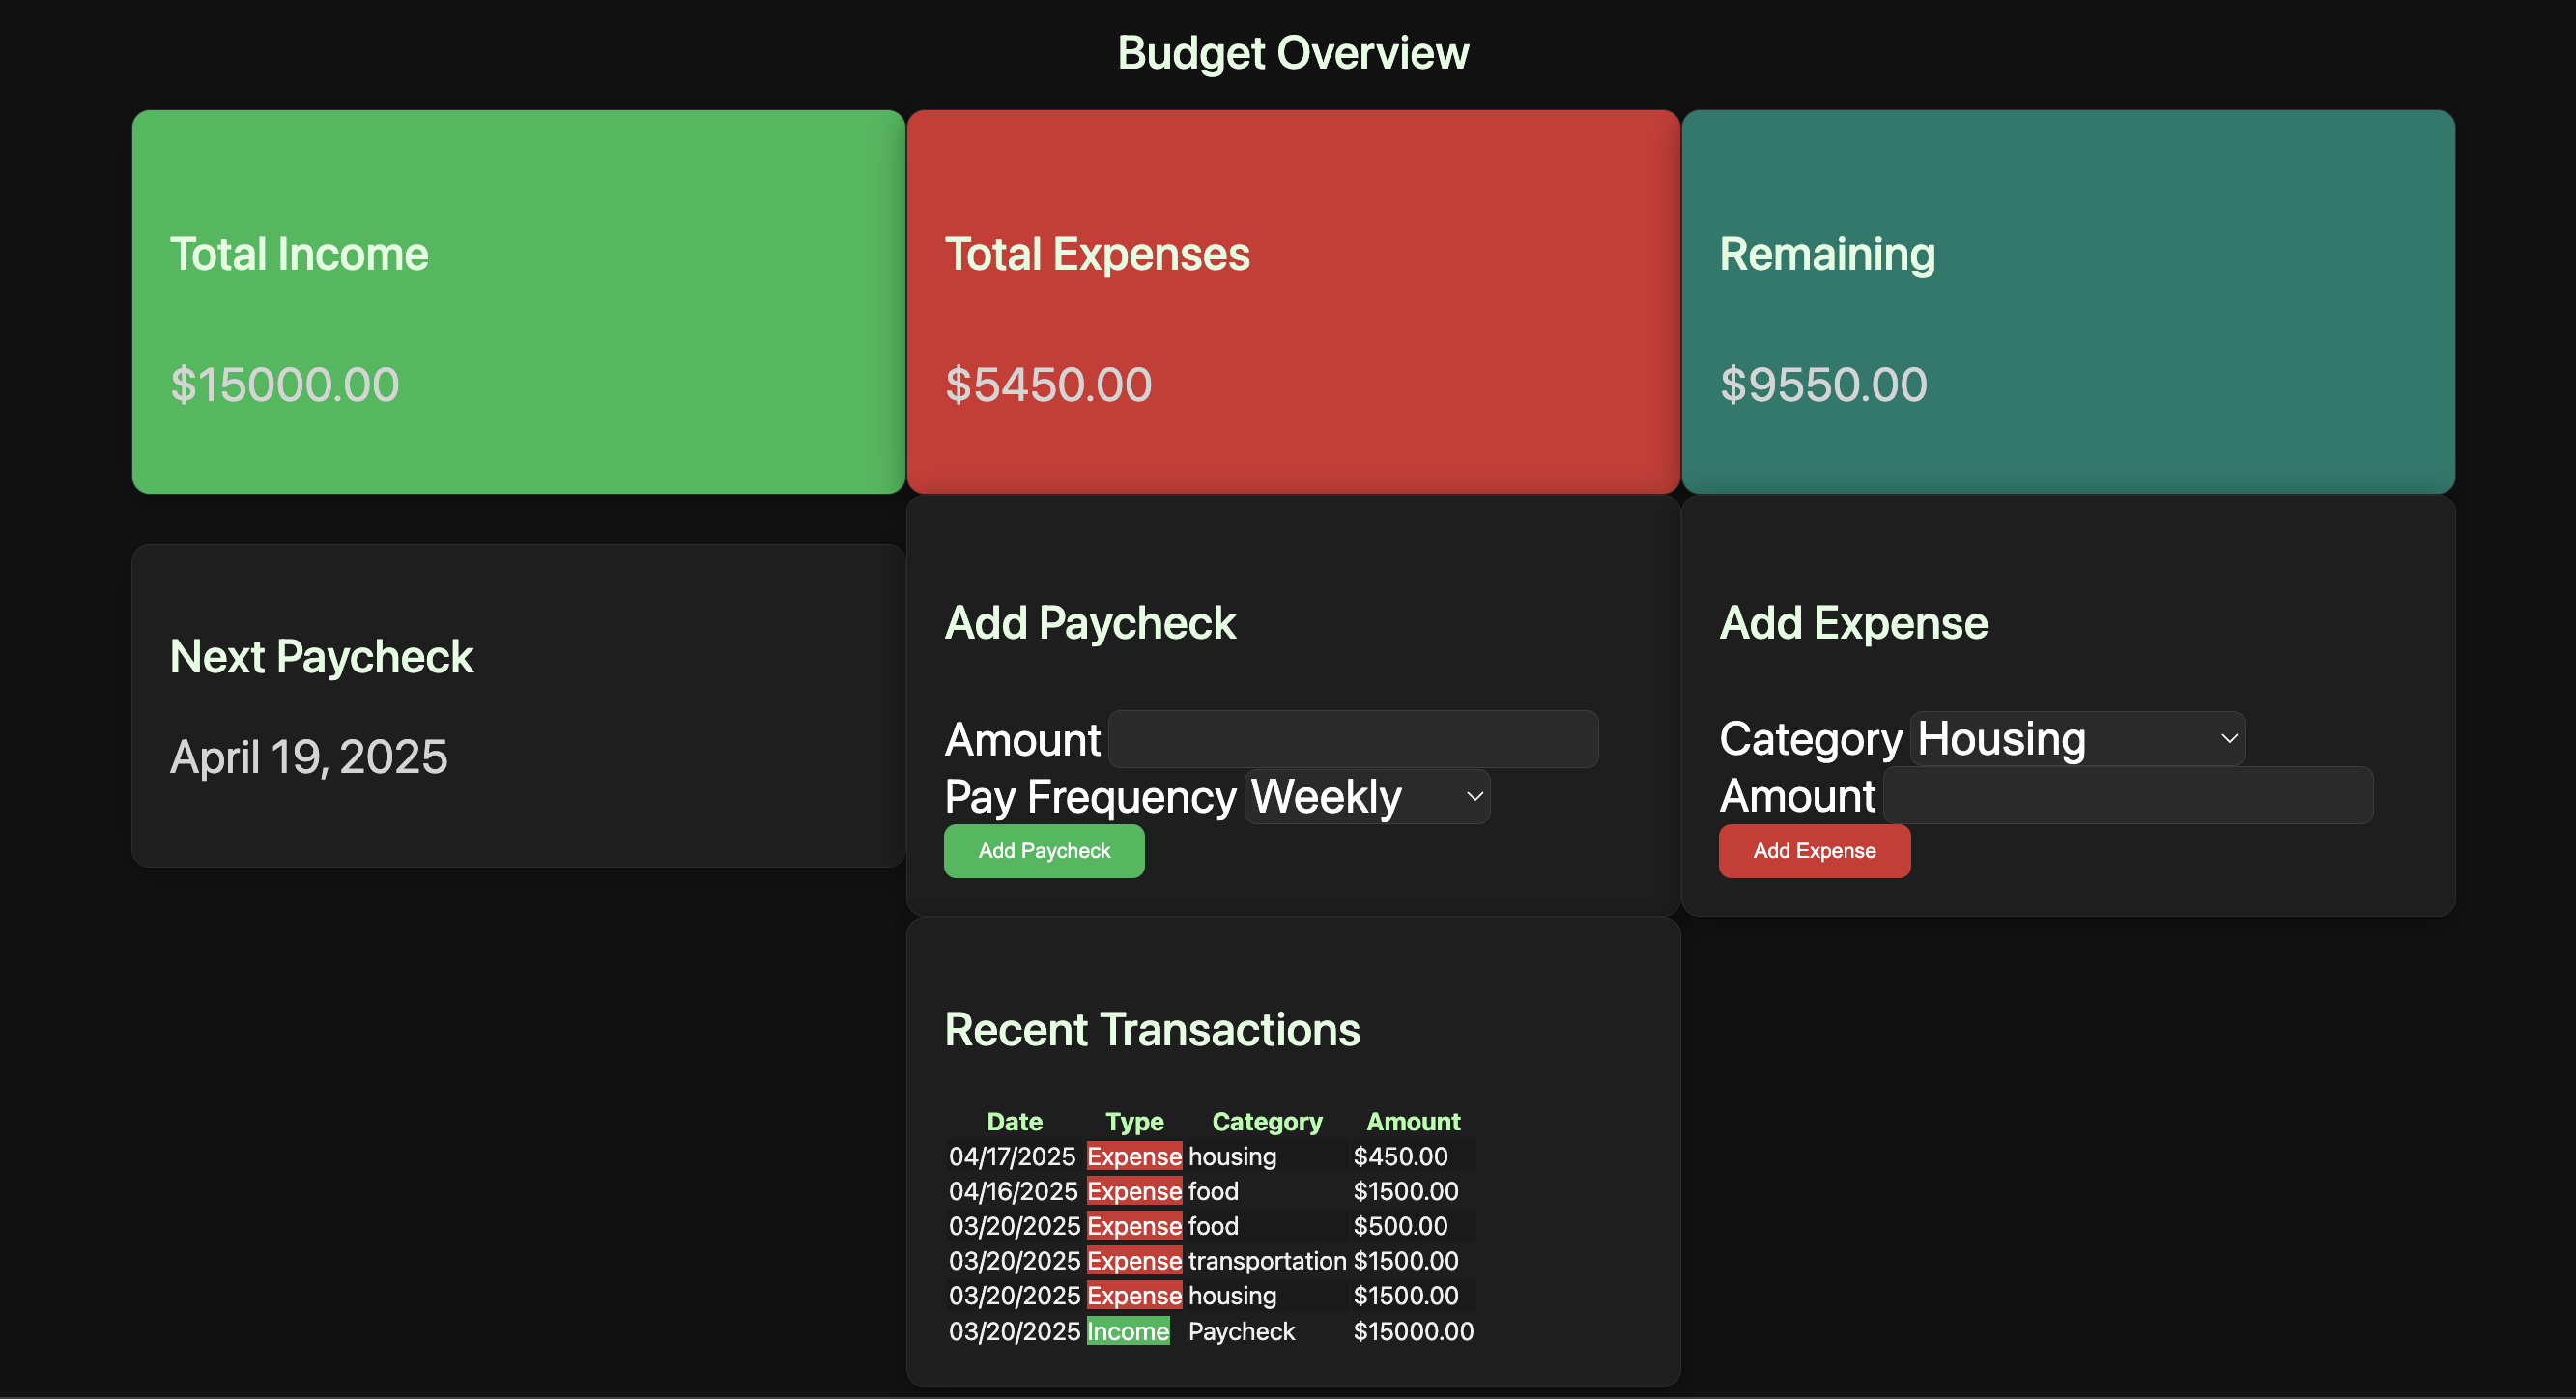 Budget Overview
Total Income
$15000.00
Total Expenses
$5450.00
Remaining
$9550.00
Next Paycheck
April 19, 2025
Add Paycheck
Amount
Pay Frequency Weekly
Add Paycheck
Add Expense
Category Housing
Amount
Add Expense
Recent Transactions
Date Type Category Amount
04/17/2025 Expense housing $450.00
04/16/2025 Expense food $1500.00
03/20/2025 Expense food $500.00
03/20/2025 Expense transportation $1500.00
03/20/2025 Expense housing $1500.00
03/20/2025 Income Paycheck $15000.00